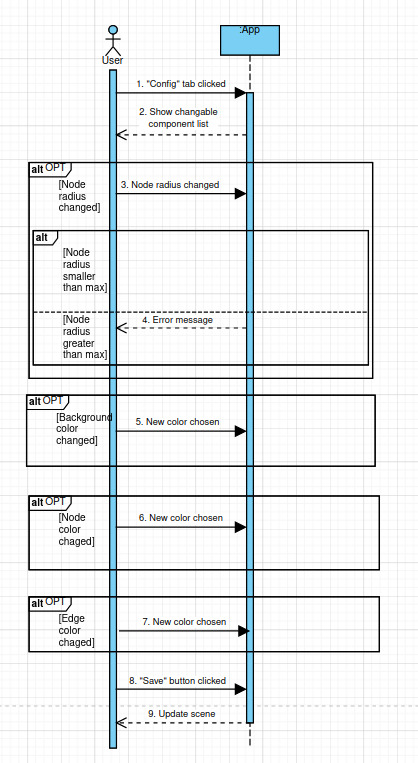 :App
User
1. "Config" tab clicked
2. Show changable
component list
alt OPT
[Node
radius
changed]
3. Node radius changed
alt
[Node
radius
smaller
than max]
[Node
radius
greater
than max]
4. Error message
alt OPT
[Background
color
changed]
5. New color chosen
alt OPT
[Node
color
chaged]
6. New color chosen
alt OPT
[Edge
color
chaged]
7. New color chosen
8. "Save" button clicked
9. Update scene